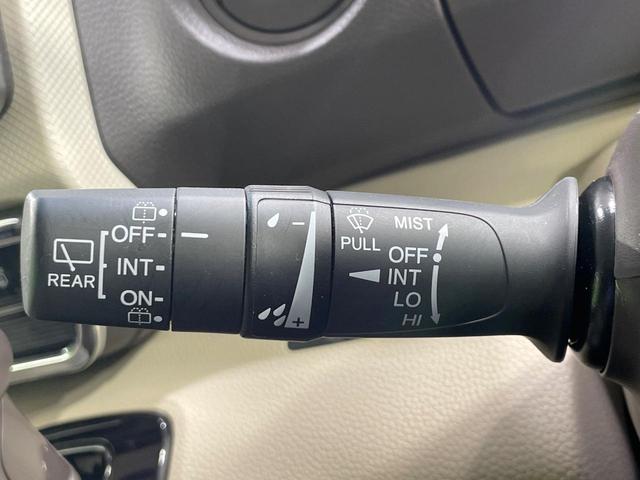 OFF
INT
REAR
ON
−
+
PULL
MIST
OFF
INT
LO
HI